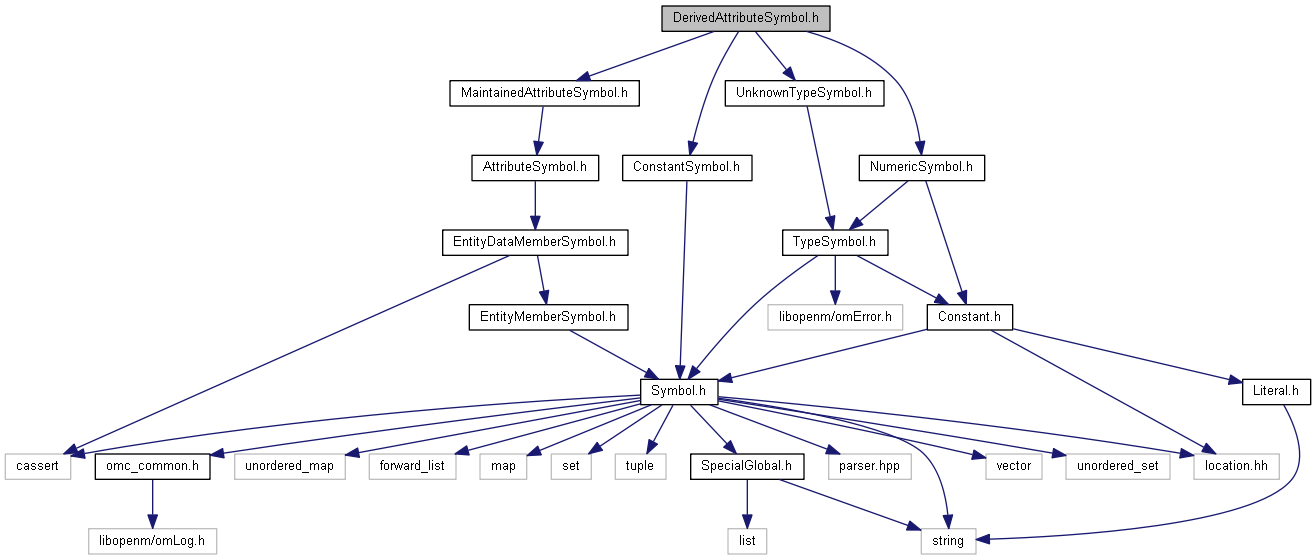 DerivedAttributeSymbol.h
MaintainedAttributeSymbol.h
UnknownTypeSymbol.h
AttributeSymbol.h
ConstantSymbol.h
NumericSymbol.h
EntityDataMemberSymbol.h
TypeSymbol.h
EntityMemberSymbol.h
libopenm/omError.h
Constant.h
Symbol.h
Literal.h
cassert
omc_common.h
unordered_map
forward_list
map
set
tuple
SpecialGlobal.h
parser.hpp
vector
unordered_set
location.hh
libopenm/omLog.h
list
string